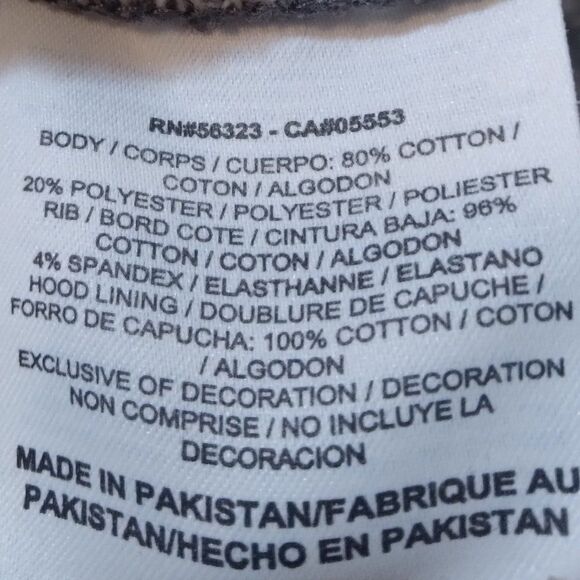 RN#56323 - CA#05553
BODY / CORPS / CUERPO: 80% COTTON /
COTON / ALGODON
20% POLYESTER / POLYESTER / POLIESTER
RIB / BORD COTE / CINTURA BAJA: 96%
COTTON / COTON / ALGODON
4% SPANDEX / ELASTHANNE / ELASTANO
HOOD LINING / DOUBLURE DE CAPUCHE /
FORRO DE CAPUCHA: 100% COTTON / COTON
/ ALGODON
EXCLUSIVE OF DECORATION / DECORATION
NON COMPRISE / NO INCLUYE LA
DECORACION
MADE IN PAKISTAN/FABRIQUE AU
PAKISTAN/HECHO EN PAKISTAN